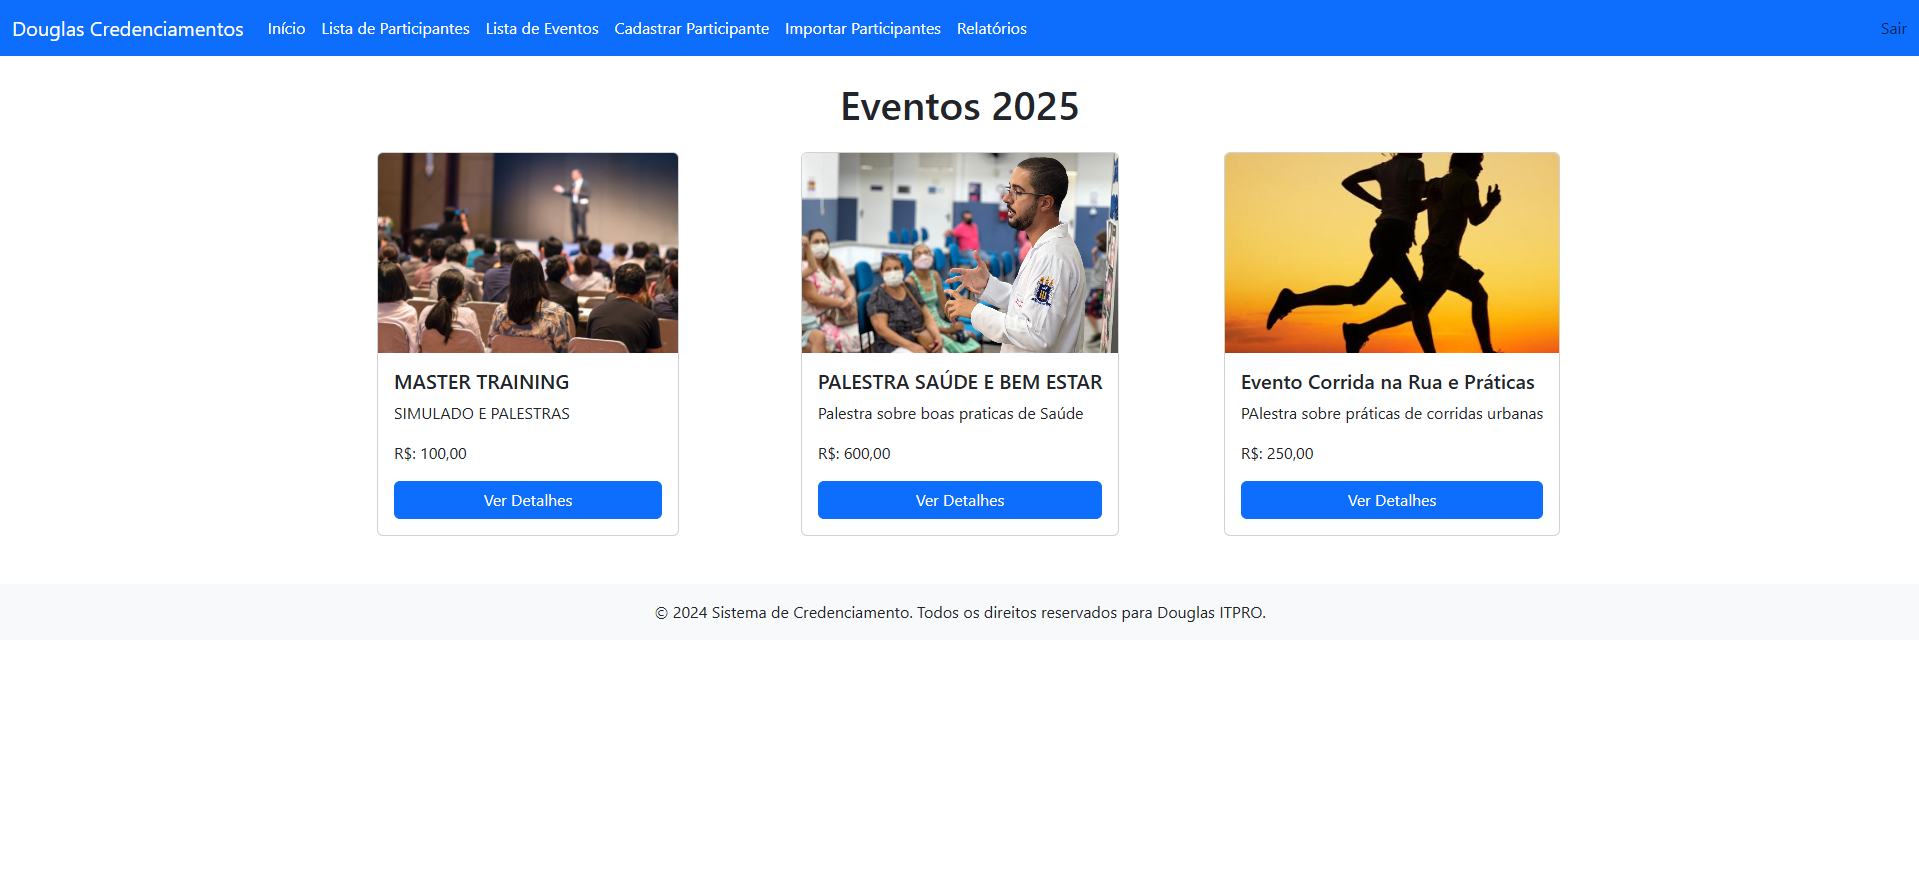 Douglas Credenciamentos Início Lista de Participantes Lista de Eventos Cadastrar Participante Importar Participantes Relatórios Sair
Eventos 2025
MASTER TRAINING
SIMULADO E PALESTRAS
R$: 100,00
Ver Detalhes
PALESTRA SAÚDE E BEM ESTAR
Palestra sobre boas praticas de Saúde
R$: 600,00
Ver Detalhes
Evento Corrida na Rua e Práticas
PAlestra sobre práticas de corridas urbanas
R$: 250,00
Ver Detalhes
© 2024 Sistema de Credenciamento. Todos os direitos reservados para Douglas ITPRO.